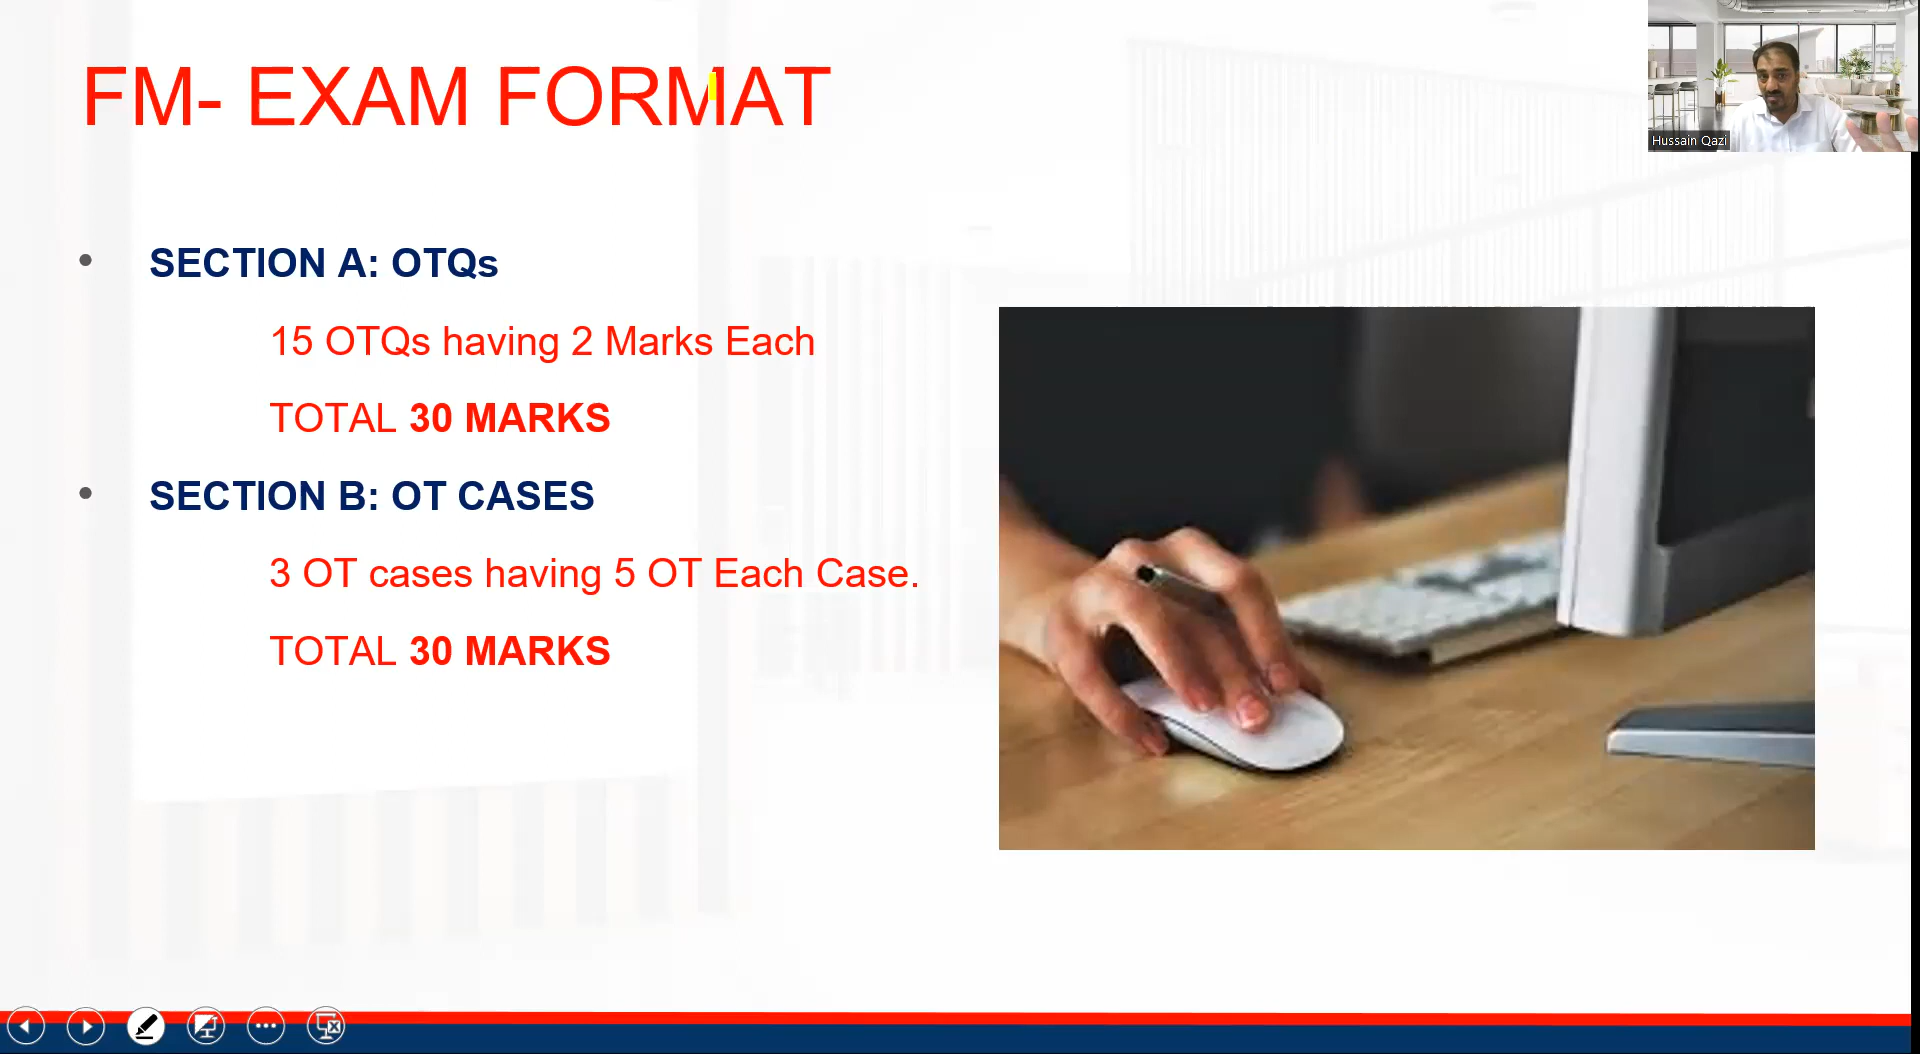 FM- EXAM FORMAT
Hussain Qazi
• SECTION A: OTQs
15 OTQs having 2 Marks Each
TOTAL 30 MARKS
• SECTION B: OT CASES
3 OT cases having 5 OT Each Case.
TOTAL 30 MARKS